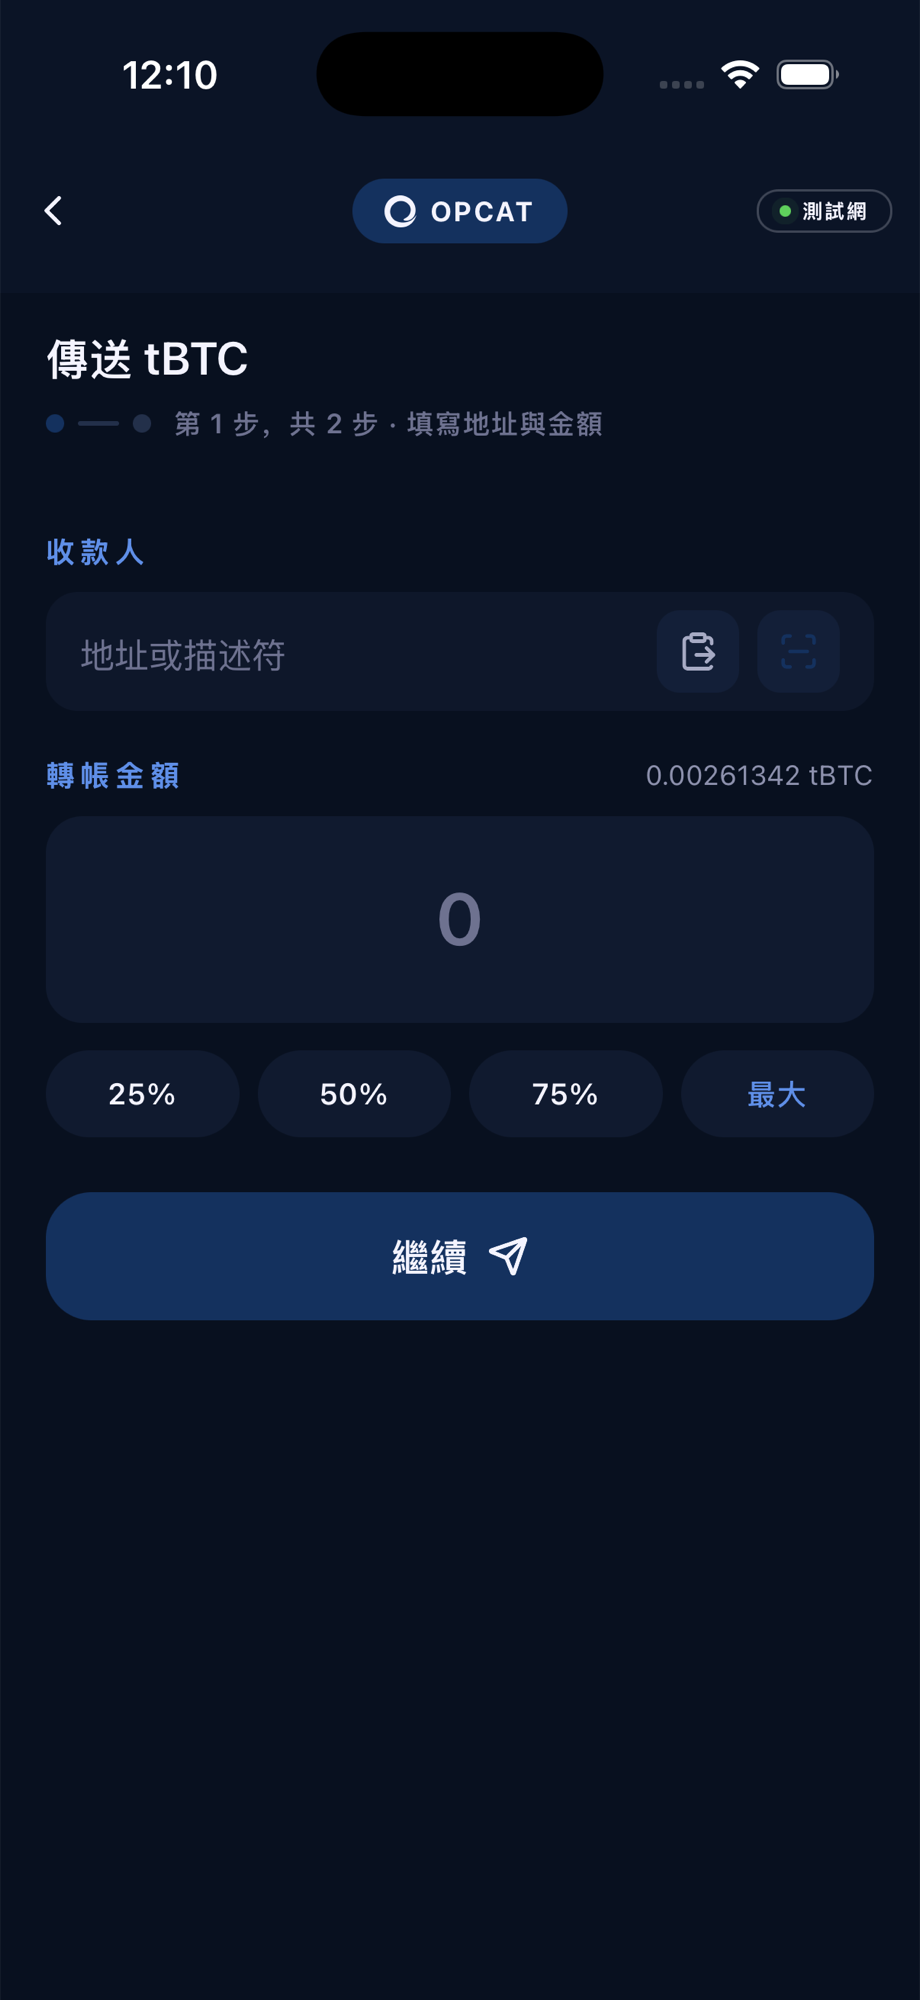 12:10
OPCAT
測試網
傳送 tBTC
第 1 步，共 2 步 · 填寫地址與金額
收款人
地址或描述符
轉帳金額
0.00261342 tBTC
0
25%
50%
75%
最大
繼續